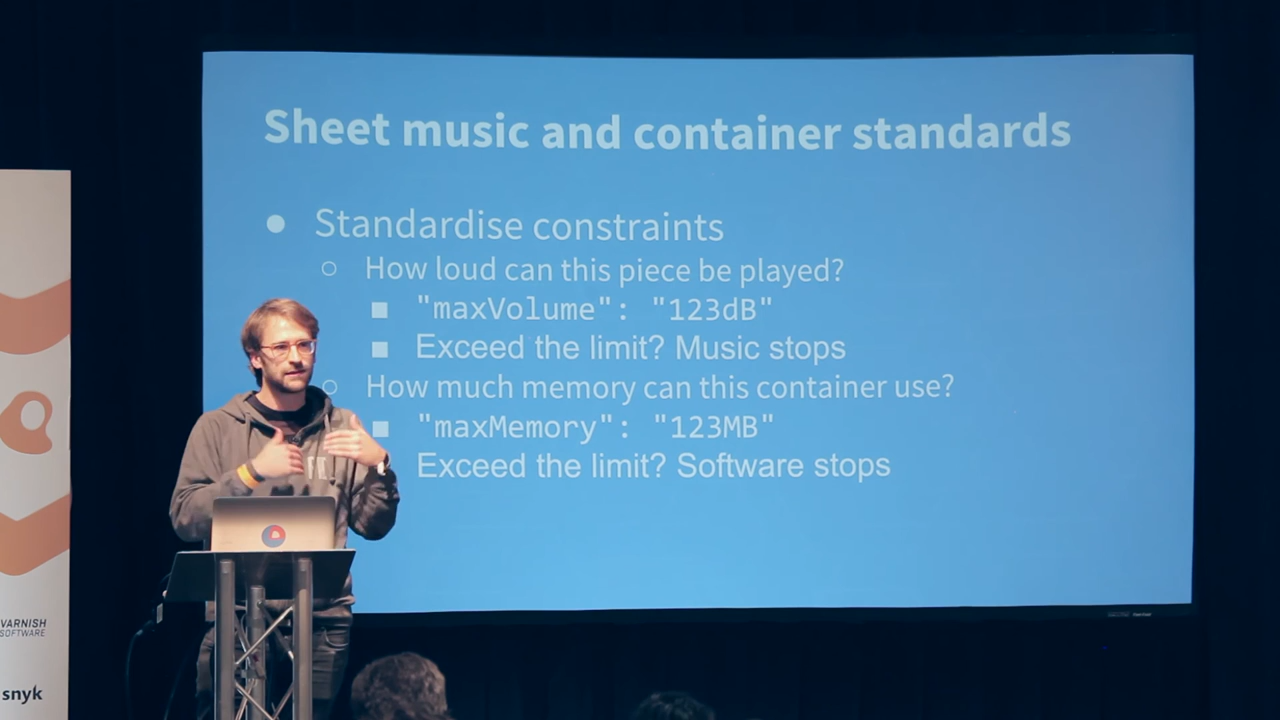 Sheet music and container standards
● Standardise constraints
○ How loud can this piece be played?
■ "maxVolume": "123dB"
■ Exceed the limit? Music stops
○ How much memory can this container use?
■ "maxMemory": "123MB"
Exceed the limit? Software stops
VARNISH
SOFTWARE
snyk